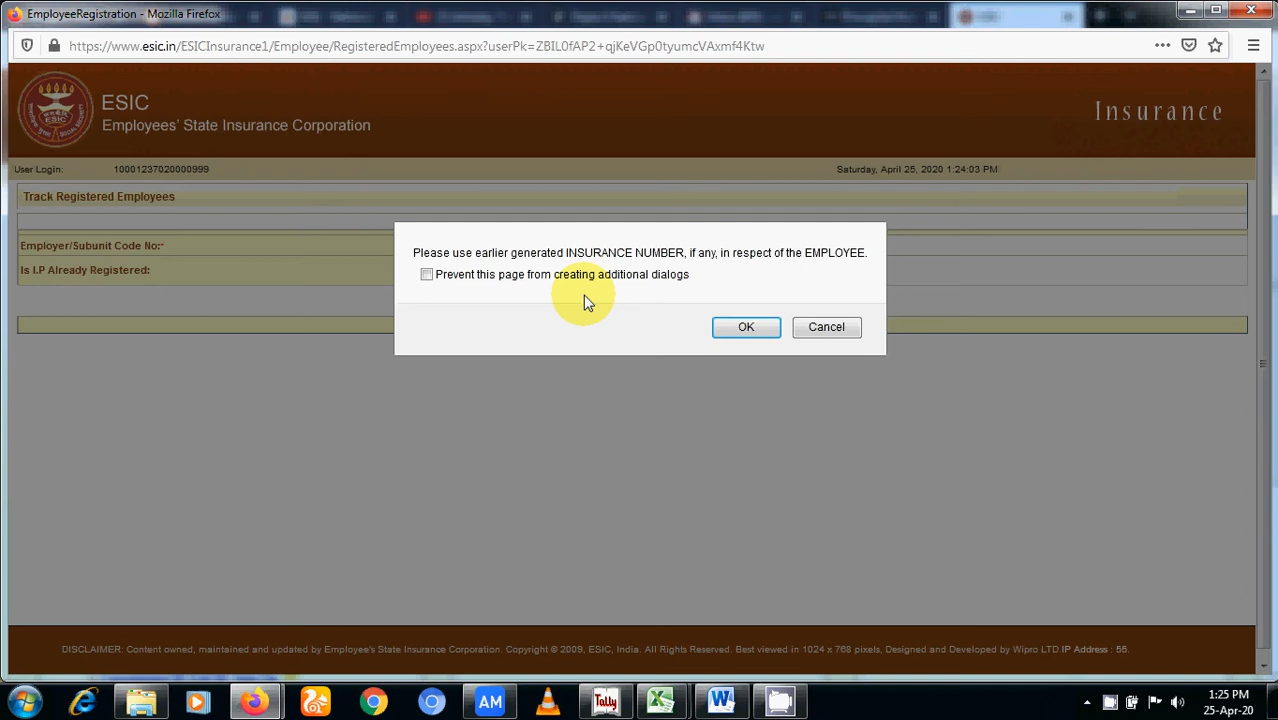 EmployeeRegistration - Mozilla Firefox
https://www.esic.in/ESICInsurance1/Employee/RegisteredEmployees.aspx?userPk=
ESIC
Employees' State Insurance Corporation
Insurance
User Login: 10001237020000999 Saturday, April 25, 2020 1:24:03 PM
Track Registered Employees
Employer/Subunit Code No:*
Is I.P Already Registered:
Please use earlier generated INSURANCE NUMBER, if any, in respect of the EMPLOYEE.
Prevent this page from creating additional dialogs
OK Cancel
DISCLAIMER: Content owned, maintained and updated by Employee's State Insurance Corporation. Copyright © 2009, ESIC, India. All Rights Reserved. Best viewed in 1024 x 768 pixels, Designed and Developed by Wipro LTD.IP Address : 55.
AM
Tally
1:25 PM
25-Apr-20